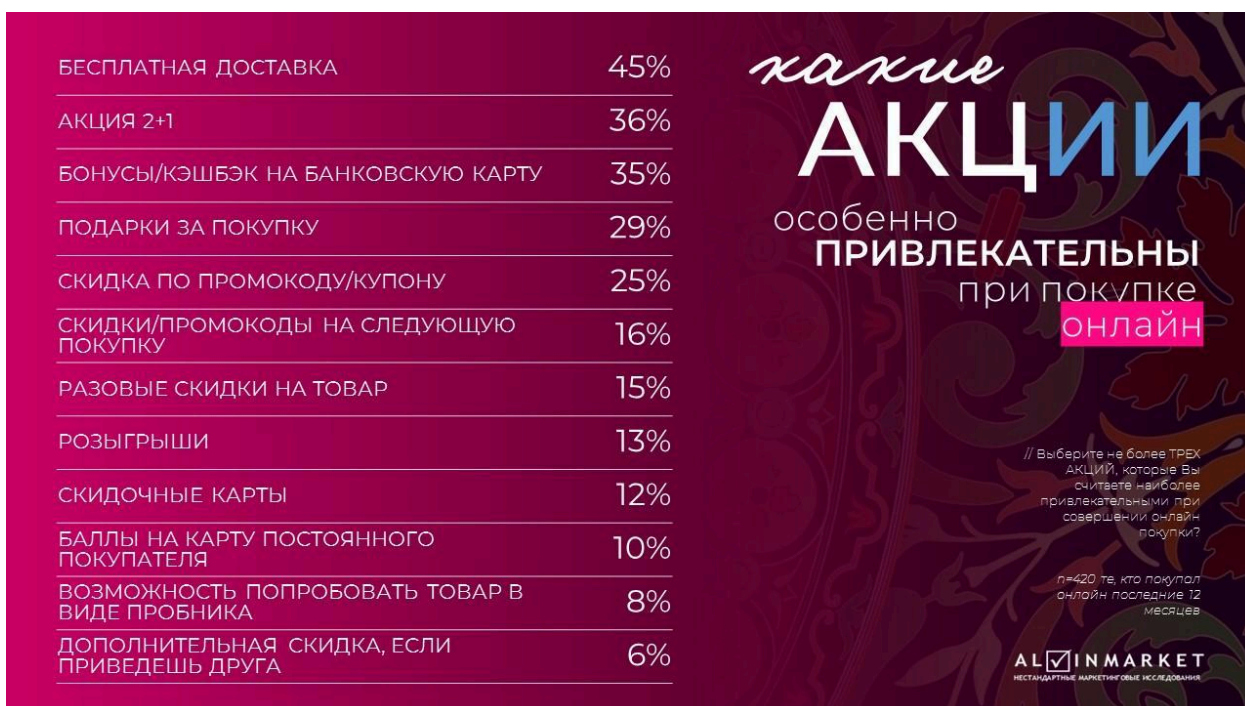 БЕСПЛАТНАЯ ДОСТАВКА 45%
АКЦИЯ 2+1 36%
БОНУСЫ/КЭШБЭК НА БАНКОВСКУЮ КАРТУ 35%
ПОДАРКИ ЗА ПОКУПКУ 29%
СКИДКА ПО ПРОМОКОДУ/КУПОНУ 25%
СКИДКИ/ПРОМОКОДЫ НА СЛЕДУЮЩУЮ
ПОКУПКУ 16%
РАЗОВЫЕ СКИДКИ НА ТОВАР 15%
РОЗЫГРЫШИ 13%
СКИДОЧНЫЕ КАРТЫ 12%
БАЛЛЫ НА КАРТУ ПОСТОЯННОГО
ПОКУПАТЕЛЯ 10%
ВОЗМОЖНОСТЬ ПОПРОБОВАТЬ ТОВАР В
ВИДЕ ПРОБНИКА 8%
ДОПОЛНИТЕЛЬНАЯ СКИДКА, ЕСЛИ
ПРИВЕДЕШЬ ДРУГА 6%
какие
АКЦИИ
особенно
ПРИВЛЕКАТЕЛЬНЫ
при покупке
онлайн
// Выберите не более ТРЕХ
АКЦИЙ, которые Вы
считаете наиболее
привлекательными при
совершении онлайн
покупки?
n=420 те, кто покупал
онлайн последние 12
месяцев
ALINMARKET
НЕСТАНДАРТНЫЕ МАРКЕТИНГОВЫЕ ИССЛЕДОВАНИЯ